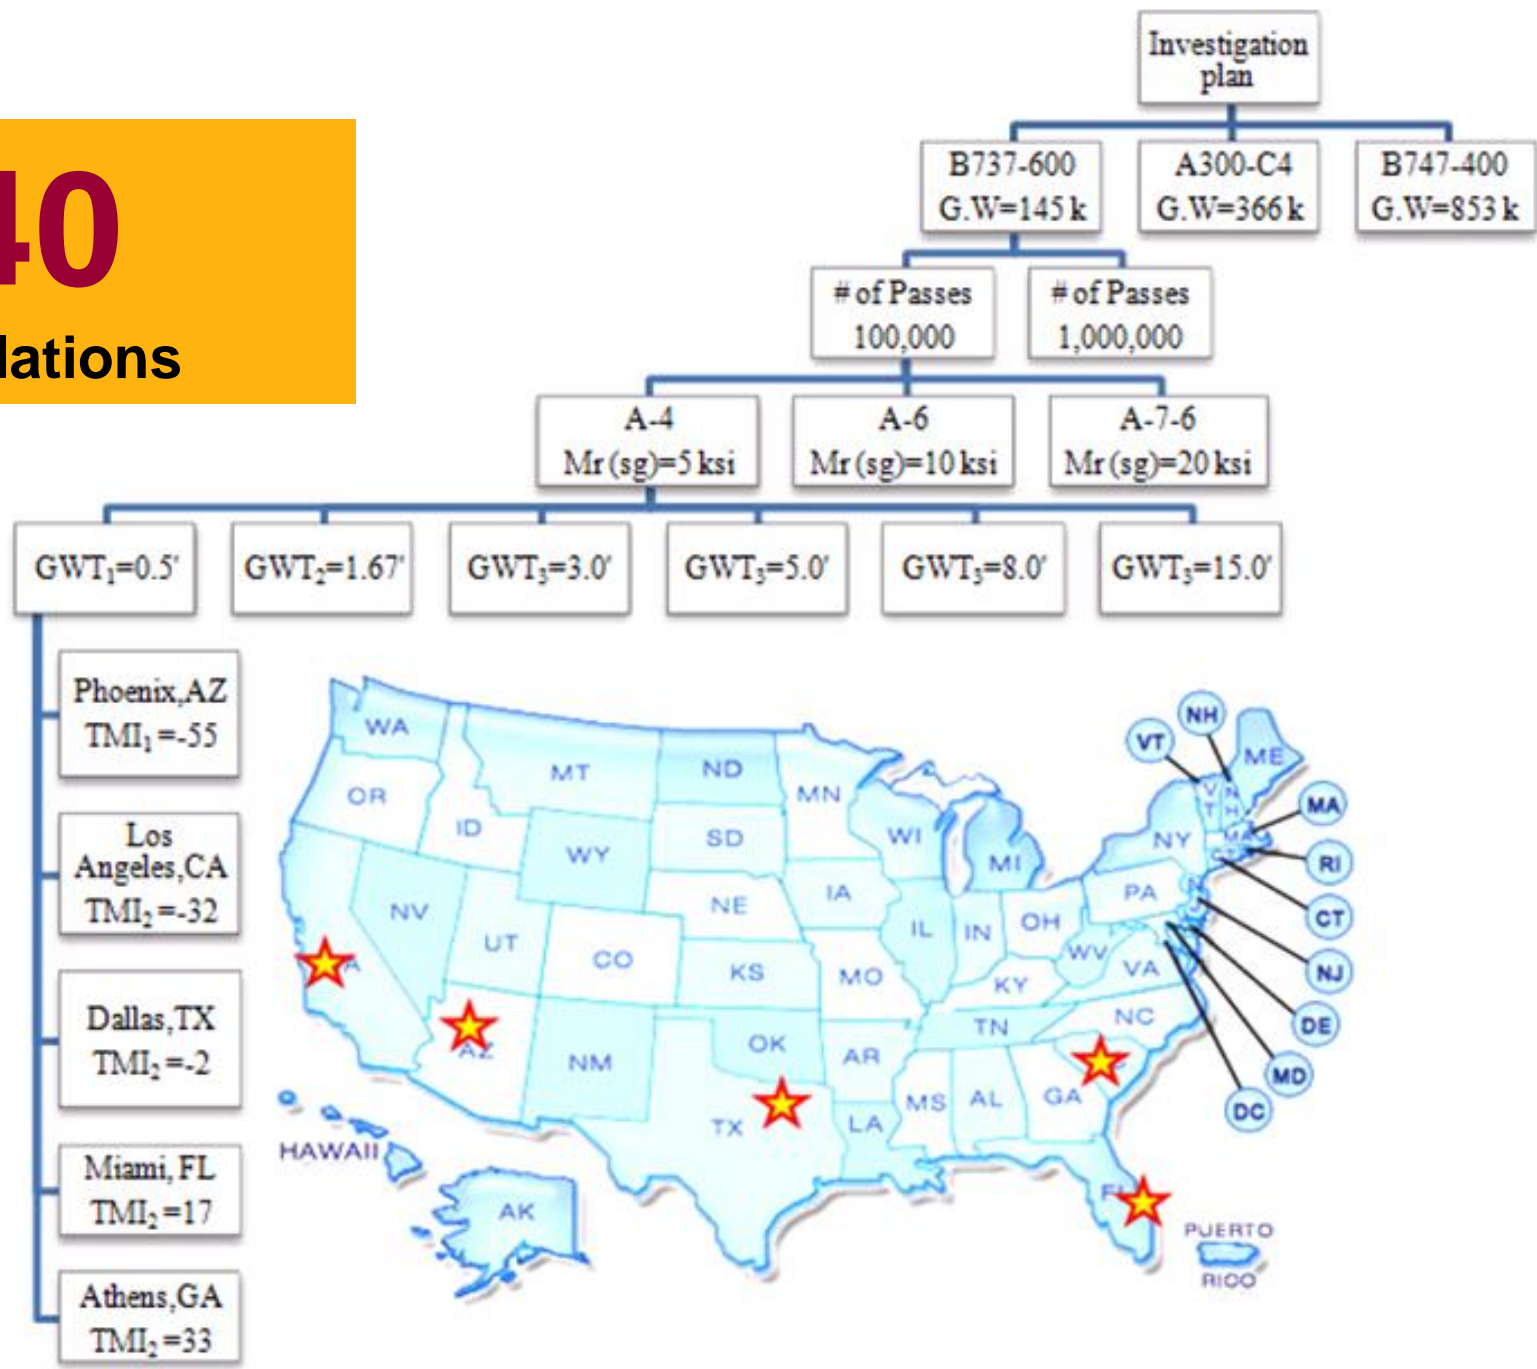 Investigation
plan
B737-600
G.W=145 k
A300-C4
G.W=366 k
B747-400
G.W=853 k
40
# of Passes
100,000
# of Passes
1,000,000
lations
A-4
Mr (sg)=5 ksi
A-6
Mr (sg)=10 ksi
A-7-6
Mr (sg)=20 ksi
GWT₁=0.5'
GWT₂=1.67'
GWT₃=3.0'
GWT₃=5.0'
GWT₃=8.0'
GWT₃=15.0'
Phoenix,AZ
TMI₁ =-55
Los
Angeles,CA
TMI₂ =-32
Dallas,TX
TMI₂ =-2
Miami, FL
TMI₂ =17
Athens,GA
TMI₂ =33
WA
OR
ID
MT
ND
MN
SD
WY
NV
UT
CO
NE
KS
IA
WI
MI
IL
IN
OH
MO
KY
WV
VA
PA
NY
VT
NH
ME
VT
NH
MA
MA
RI
CT
CT
NJ
NJ
DE
MD
DC
A
AZ
NM
OK
TX
AR
LA
MS
AL
TN
NC
GA
HAWAII
AK
PUERTO
RICO